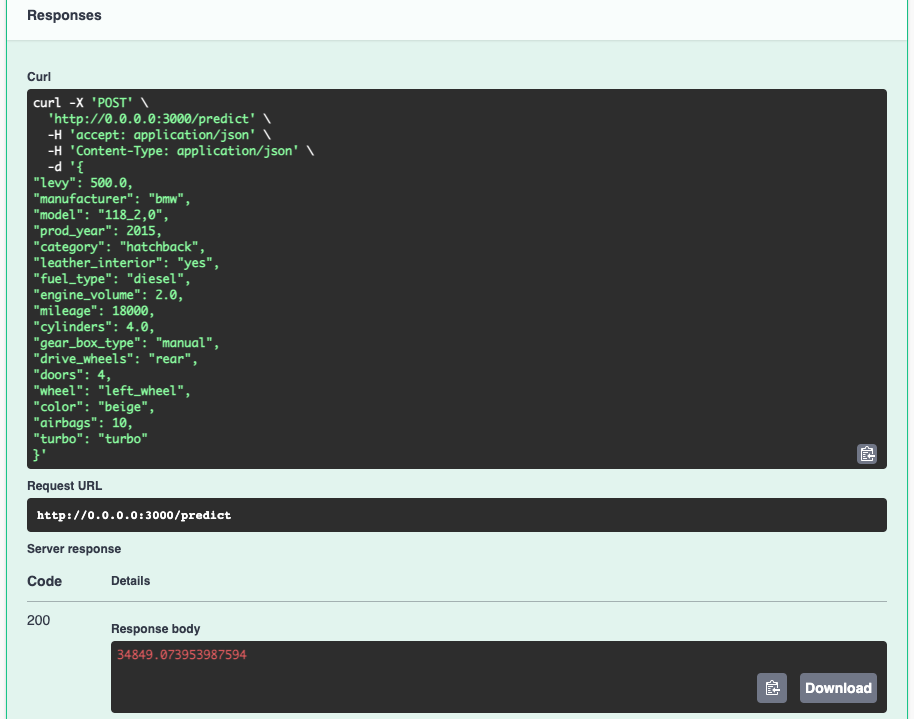 Responses
Curl
curl -X 'POST' \
  'http://0.0.0.0:3000/predict' \
  -H 'accept: application/json' \
  -H 'Content-Type: application/json' \
  -d '{
"levy": 500.0,
"manufacturer": "bmw",
"model": "118_2,0",
"prod_year": 2015,
"category": "hatchback",
"leather_interior": "yes",
"fuel_type": "diesel",
"engine_volume": 2.0,
"mileage": 18000,
"cylinders": 4.0,
"gear_box_type": "manual",
"drive_wheels": "rear",
"doors": 4,
"wheel": "left_wheel",
"color": "beige",
"airbags": 10,
"turbo": "turbo"
}'
Request URL
http://0.0.0.0:3000/predict
Server response
Code Details
200
Response body
34849.073953987594
Download